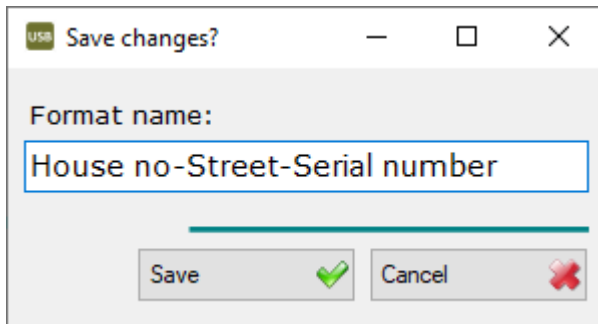 USB Save changes?
Format name:
House no-Street-Serial number
Save Cancel